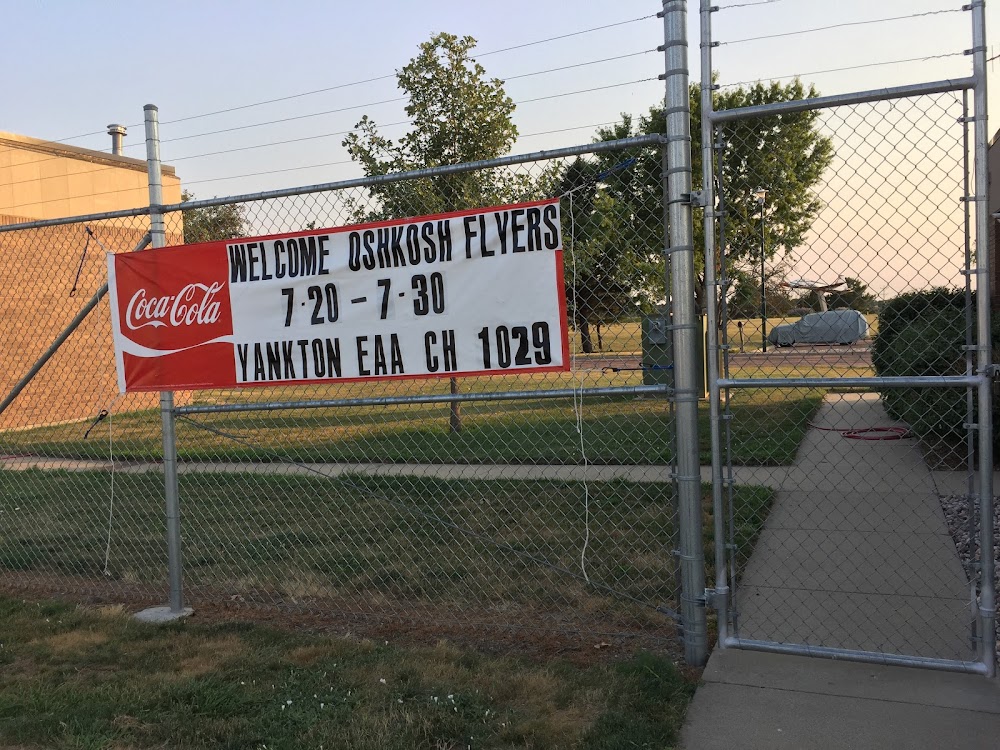 Coca-Cola
WELCOME OSHKOSH FLYERS
7·20 - 7·30
YANKTON EAA CH 1029